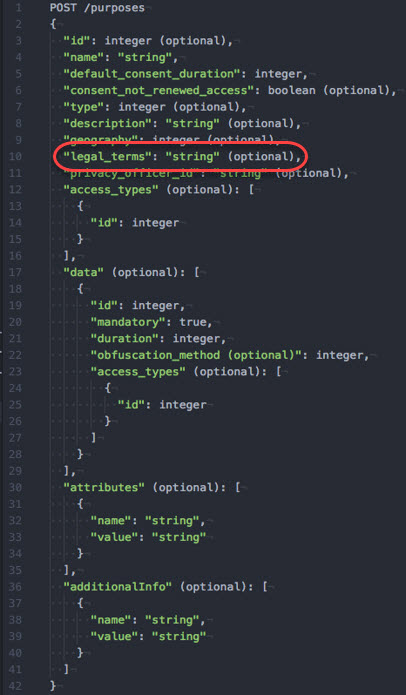 1 POST /purposes
2 {
3 "id": integer (optional),
4 "name": "string",
5 "default_consent_duration": integer,
6 "consent_not_renewed_access": boolean (optional),
7 "type": integer (optional),
8 "description": "string" (optional),
9 "geography": integer (optional),
10 "legal_terms": "string" (optional),
11 "privacy_officer_id": "string" (optional),
12 "access_types" (optional): [
13 {
14 "id": integer
15 }
16 ],
17 "data" (optional): [
18 {
19 "id": integer,
20 "mandatory": true,
21 "duration": integer,
22 "obfuscation_method (optional)": integer,
23 "access_types" (optional): [
24 {
25 "id": integer
26 }
27 ]
28 }
29 ],
30 "attributes" (optional): [
31 {
32 "name": "string",
33 "value": "string"
34 }
35 ],
36 "additionalInfo" (optional): [
37 {
38 "name": "string",
39 "value": "string"
40 }
41 ]
42 }